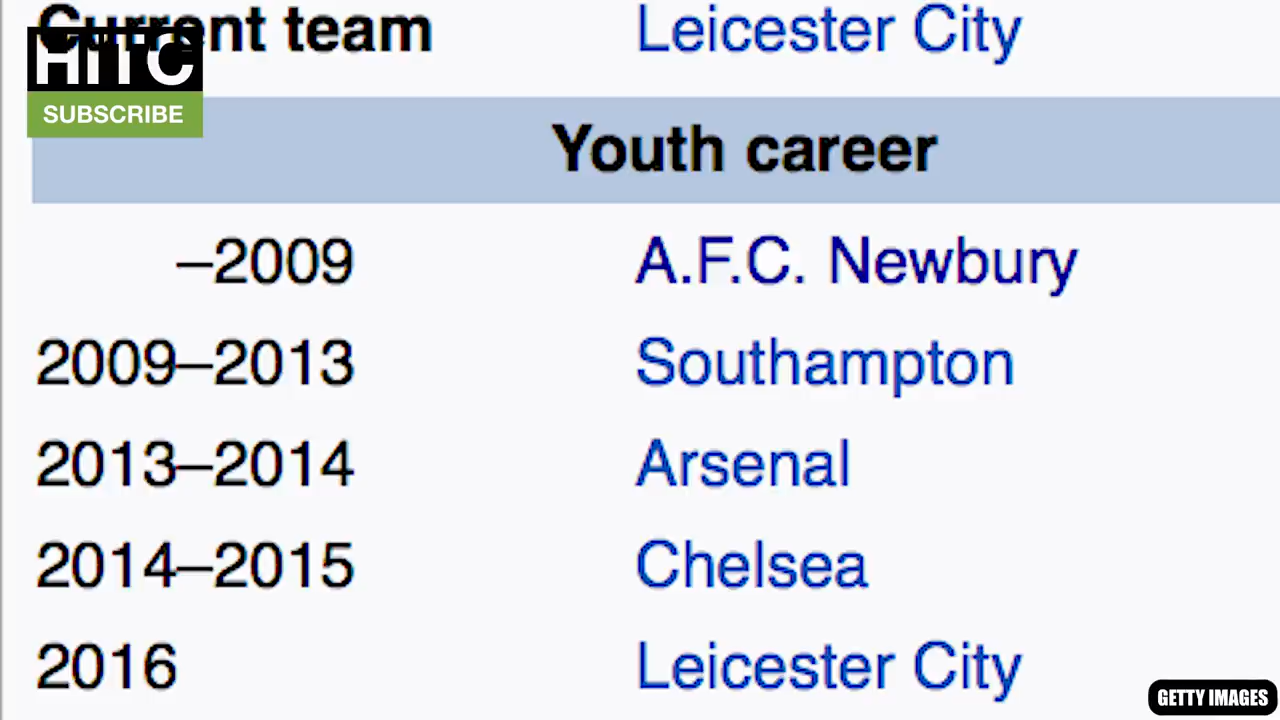 Current team Leicester City
HITC
SUBSCRIBE
Youth career
–2009 A.F.C. Newbury
2009–2013 Southampton
2013–2014 Arsenal
2014–2015 Chelsea
2016 Leicester City
GETTY IMAGES